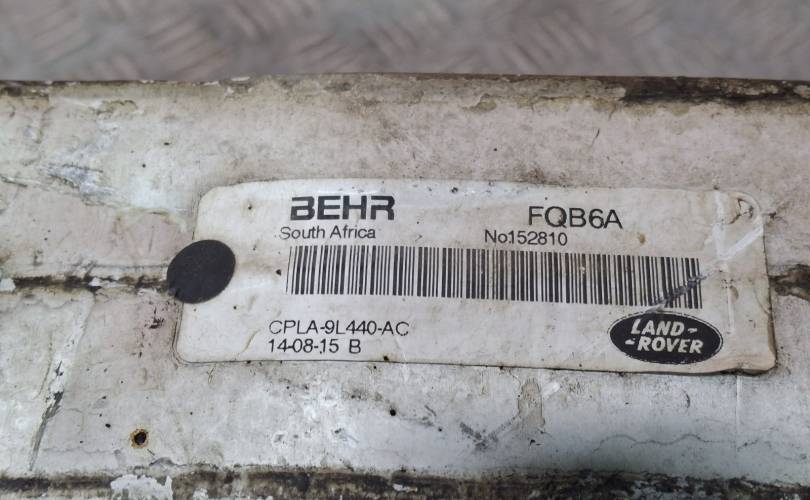 BEHR FQB6A
South Africa No152810
CPLA-9L440-AC
14-08-15 B
LAND-
-ROVER